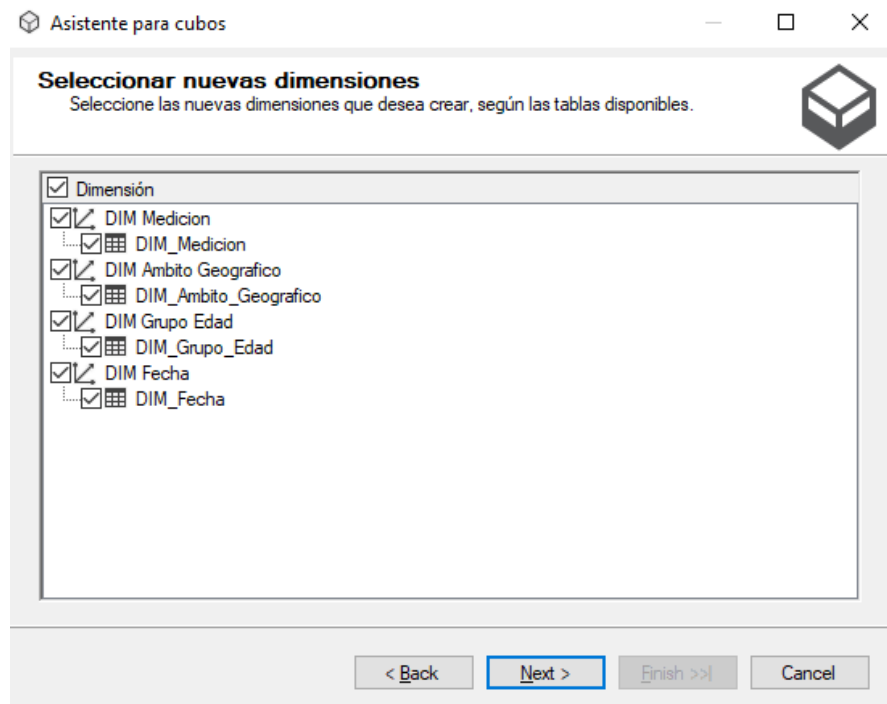 Asistente para cubos
Seleccionar nuevas dimensiones
Seleccione las nuevas dimensiones que desea crear, según las tablas disponibles.
Dimensión
DIM Medicion
DIM_Medicion
DIM Ambito Geografico
DIM_Ambito_Geografico
DIM Grupo Edad
DIM_Grupo_Edad
DIM Fecha
DIM_Fecha
< Back Next > Finish >>| Cancel